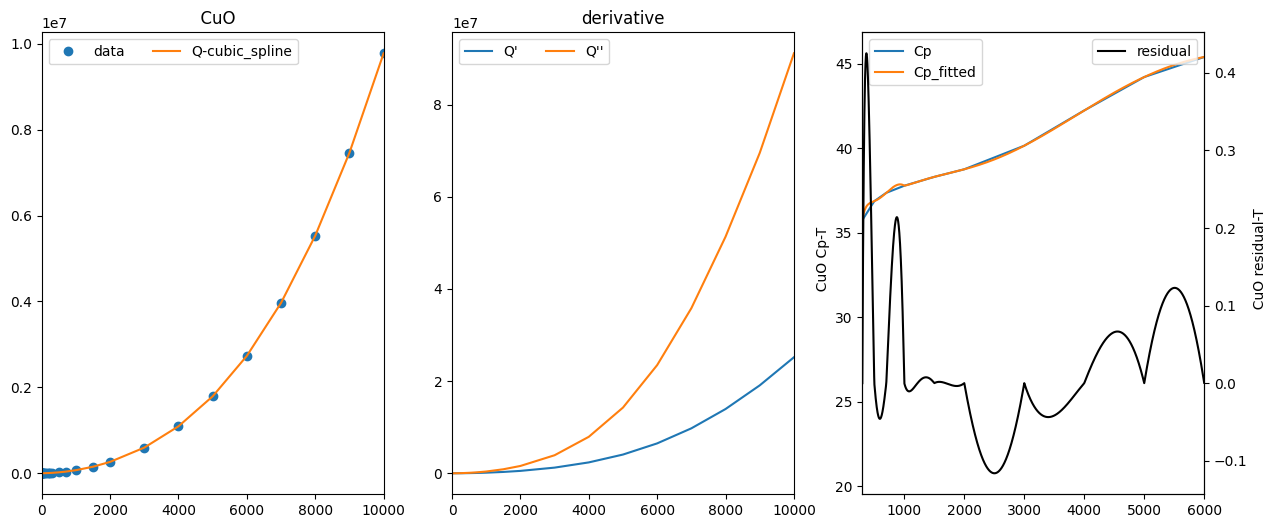 CuO
1e7
data
Q-cubic_spline
1.0
0.8
0.6
0.4
0.2
0.0
0 2000 4000 6000 8000 10000
derivative
1e7
Q'
Q''
8
6
4
2
0
0 2000 4000 6000 8000 10000
Cp
Cp_fitted
residual
CuO Cp-T
45
40
35
30
25
20
1000 2000 3000 4000 5000 6000
0.4
0.3
0.2
0.1
0.0
−0.1
CuO residual-T